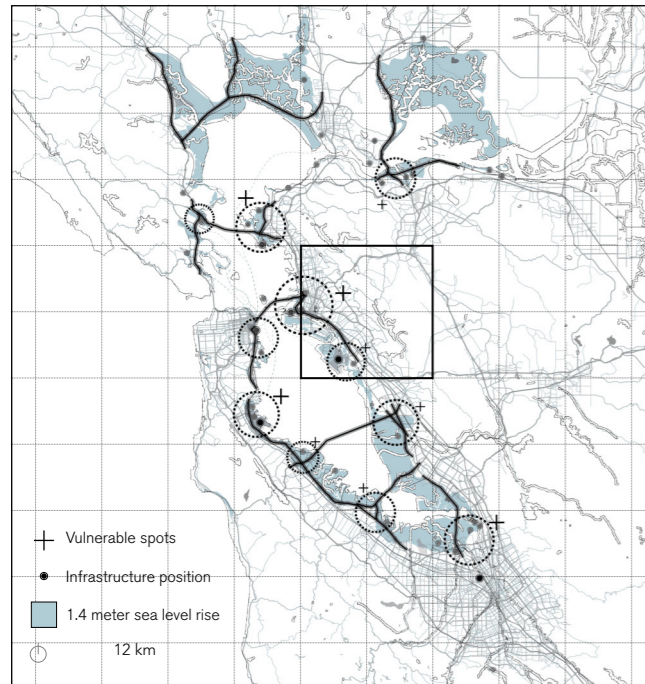 Vulnerable spots
Infrastructure position
1.4 meter sea level rise
12 km